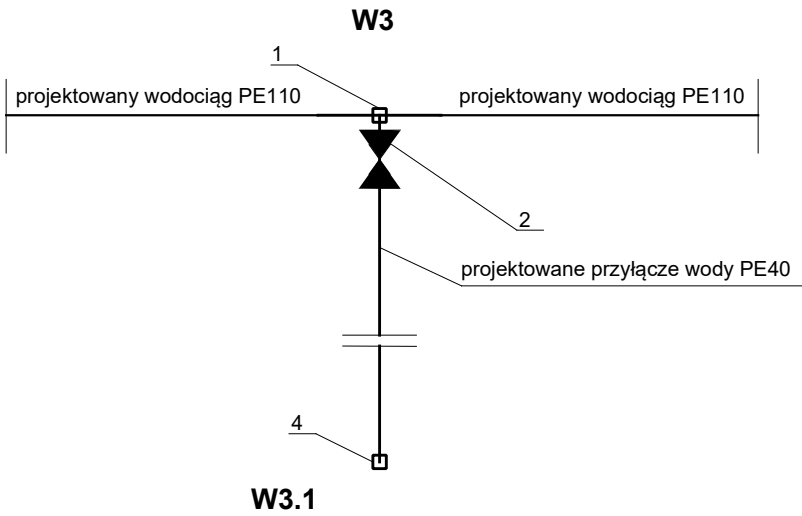 W3
1
projektowany wodociąg PE110
projektowany wodociąg PE110
2
projektowane przyłącze wody PE40
4
W3.1